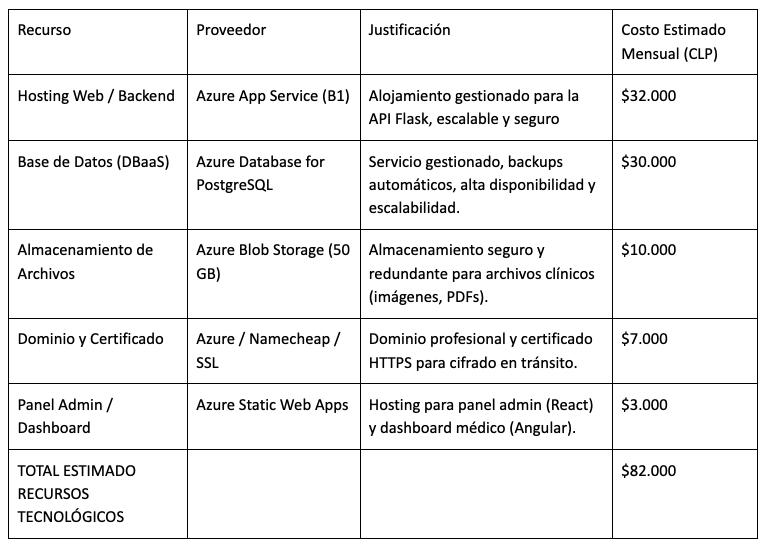 Recurso
Proveedor
Justificación
Costo Estimado
Mensual (CLP)
Hosting Web / Backend
Azure App Service (B1)
Alojamiento gestionado para la
API Flask, escalable y seguro
$32.000
Base de Datos (DBaaS)
Azure Database for
PostgreSQL
Servicio gestionado, backups
automáticos, alta disponibilidad y
escalabilidad.
$30.000
Almacenamiento de
Archivos
Azure Blob Storage (50
GB)
Almacenamiento seguro y
redundante para archivos clínicos
(imágenes, PDFs).
$10.000
Dominio y Certificado
Azure / Namecheap /
SSL
Dominio profesional y certificado
HTTPS para cifrado en tránsito.
$7.000
Panel Admin /
Dashboard
Azure Static Web Apps
Hosting para panel admin (React)
y dashboard médico (Angular).
$3.000
TOTAL ESTIMADO
RECURSOS
TECNOLÓGICOS
$82.000